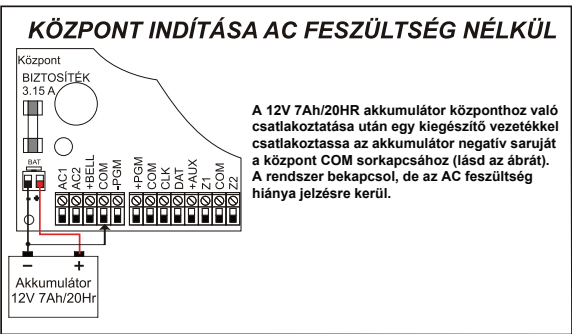 KÖZPONT INDÍTÁSA AC FESZÜLTSÉG NÉLKÜL
Központ
BIZTOSÍTÉK
3.15 A
BAT
- +
AC1
AC2
+BELL
COM
-PGM
+PGM
COM
CLK
DAT
+AUX
Z1
COM
Z2
- +
Akkumulátor
12V 7Ah/20Hr
A 12V 7Ah/20HR akkumulátor központhoz való
csatlakoztatása után egy kiegészítő vezetékkel
csatlakoztassa az akkumulátor negatív saruját
a központ COM sorkapcsához (lásd az ábrát).
A rendszer bekapcsol, de az AC feszültség
hiánya jelzésre kerül.